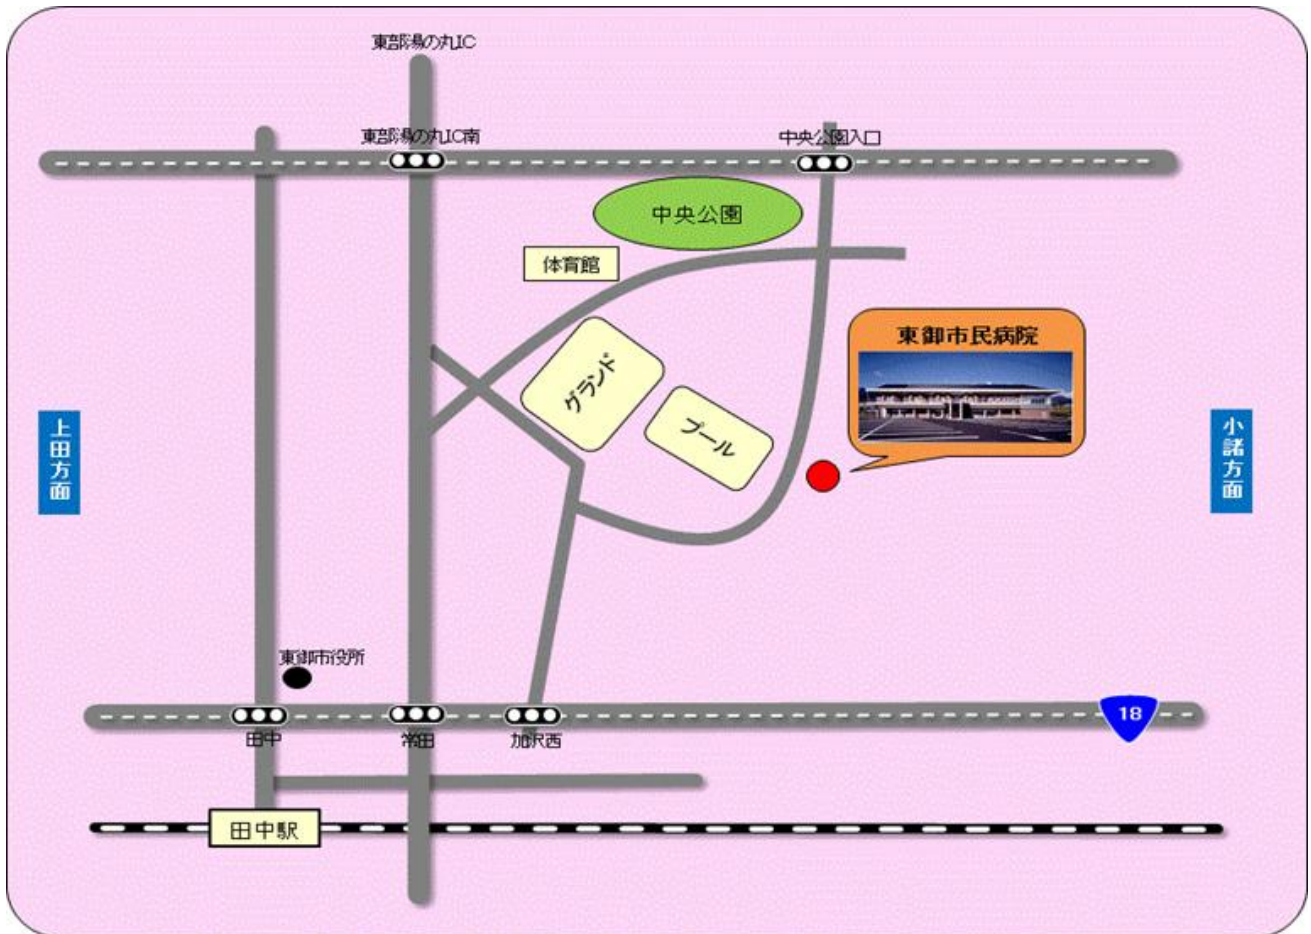 東部湯の丸IC
東部湯の丸IC南
中央公園入口
中央公園
体育館
東御市民病院
グランド
プール
上田方面
小諸方面
東御市役所
18
田中
常田
加沢西
田中駅